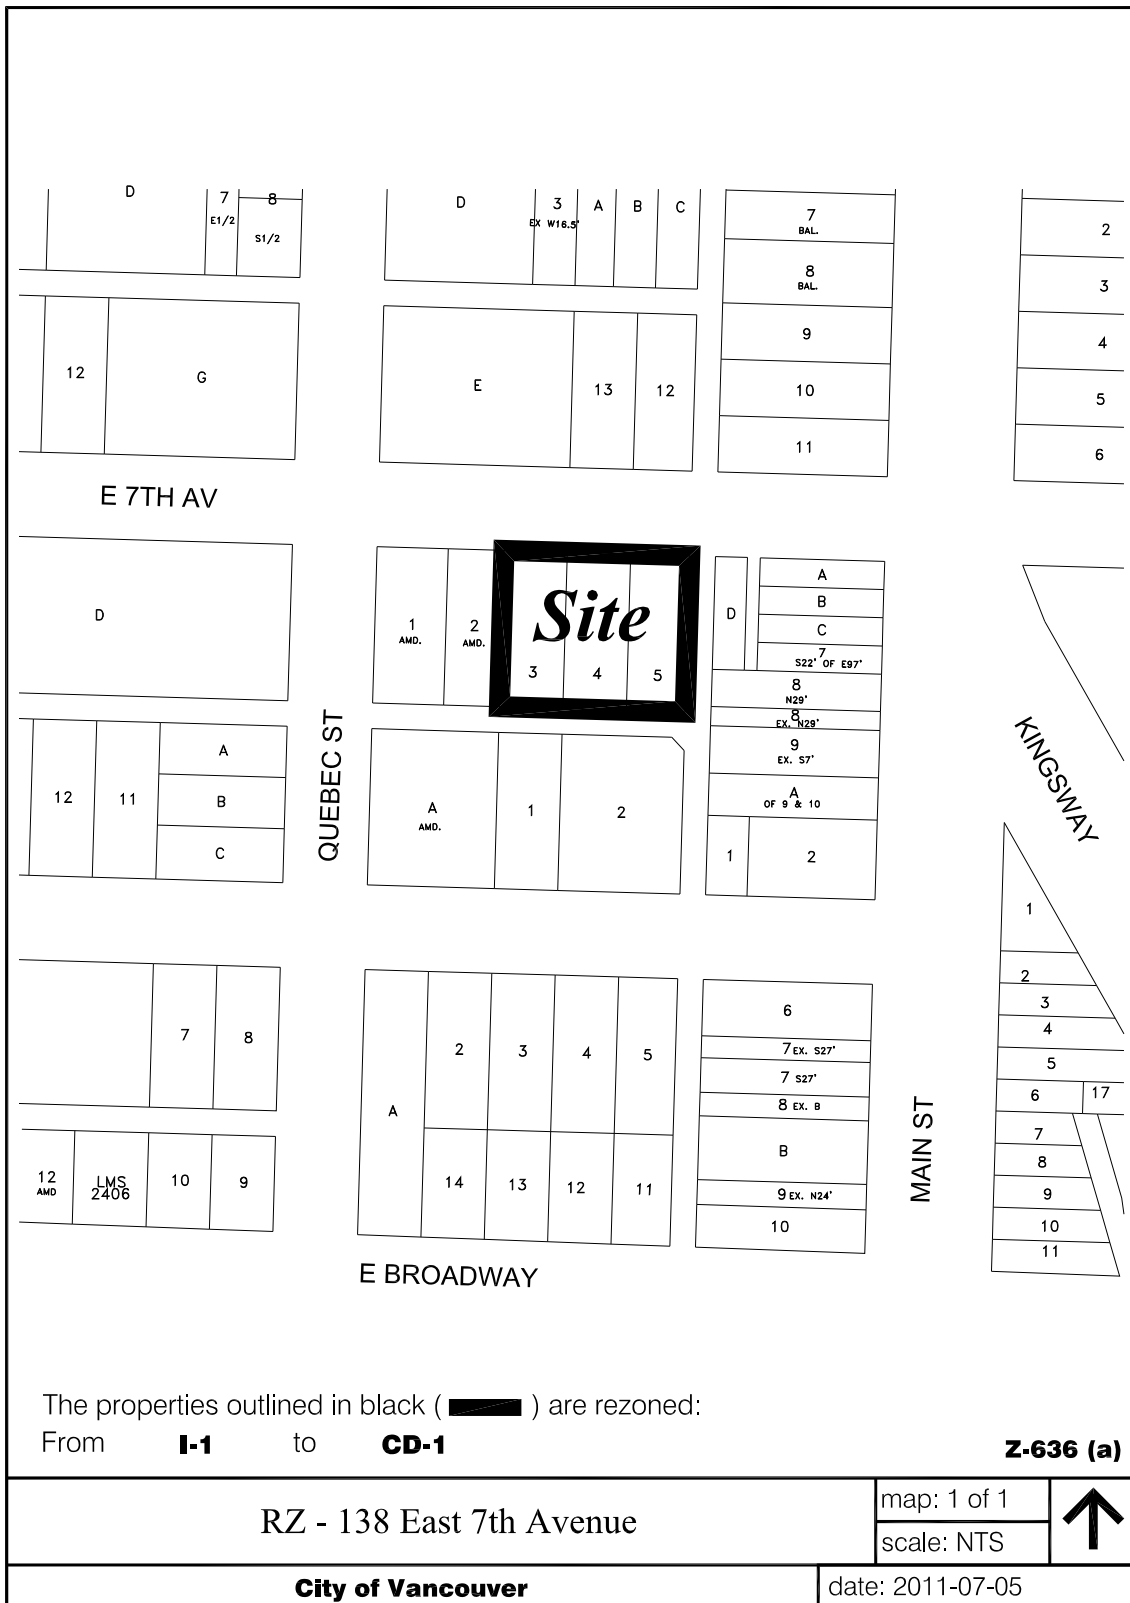 D
7
E1/2
8
S1/2
D
3
EX W16.5'
A
B
C
7
BAL.
8
BAL.
9
10
11
2
3
4
5
6
12
G
E
13
12
E 7TH AV
D
1
AMD.
2
AMD.
Site
3
4
5
D
A
B
C
7
S22' OF E97'
8
N29'
8
EX. N29'
9
EX. S7'
A
OF 9 & 10
1
2
KINGSWAY
QUEBEC ST
12
11
A
B
C
A
AMD.
1
2
1
2
3
4
5
6
17
7
8
9
10
11
7
8
A
2
3
4
5
14
13
12
11
6
7 EX. S27'
7 S27'
8 EX. B
B
9 EX. N24'
10
MAIN ST
12
AMD
LMS
2406
10
9
E BROADWAY
The properties outlined in black ( ) are rezoned:
From I-1 to CD-1
Z-636 (a)
RZ - 138 East 7th Avenue
map: 1 of 1
scale: NTS
City of Vancouver
date: 2011-07-05